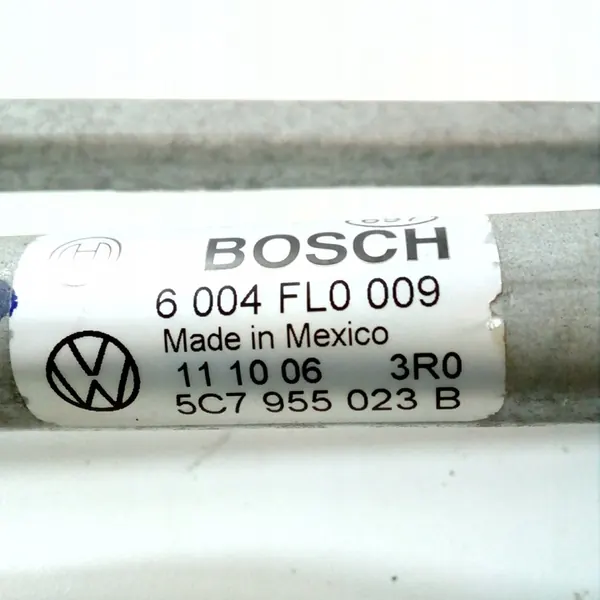 BOSCH
6 004 FL0 009
Made in Mexico
11 10 06 3R0
5C7 955 023 B